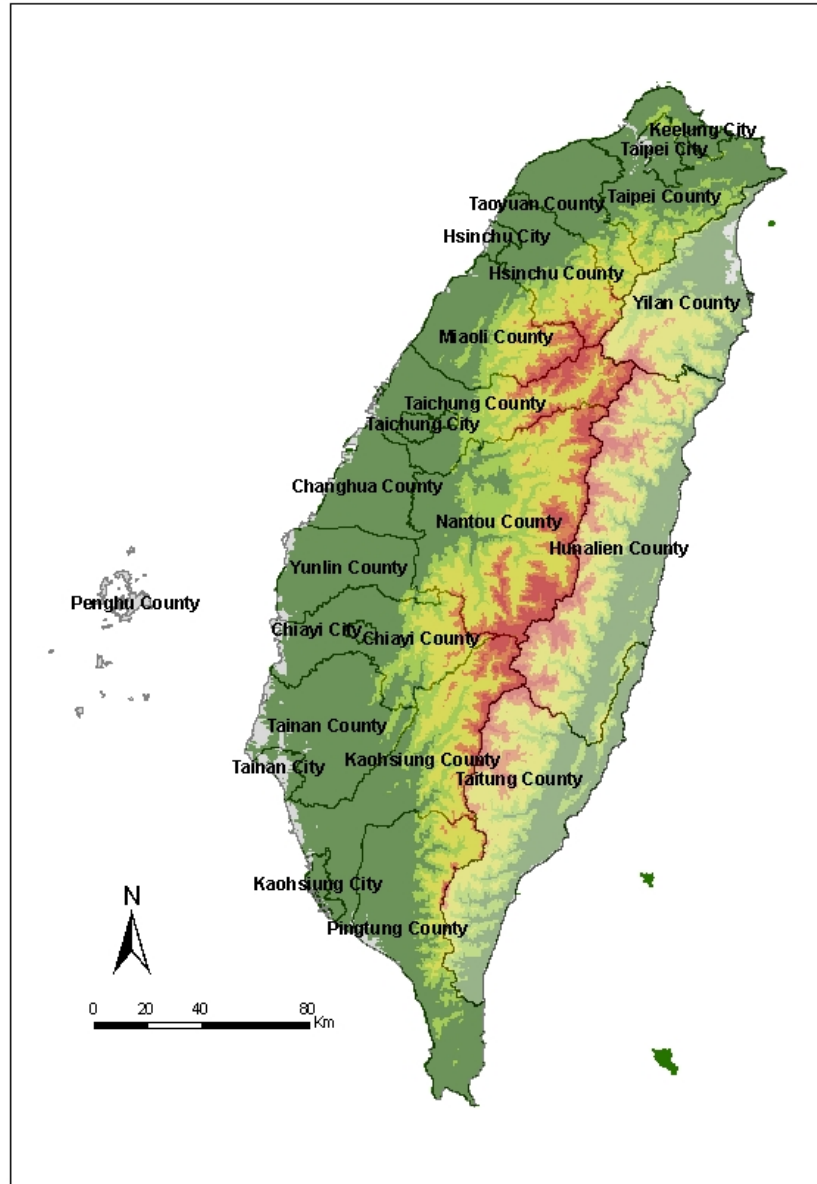 Keelung City
Taipei City
Taipei County
Taoyuan County
Hsinchu City
Hsinchu County
Yilan County
Miaoli County
Taichung County
Taichung City
Changhua County
Nantou County
Hunalien County
Yunlin County
Penghu County
Chiayi City
Chiayi County
Tainan County
Kaohsiung County
Tainan City
Taitung County
Kaohsiung City
Pingtung County
N
0 20 40 80
Km